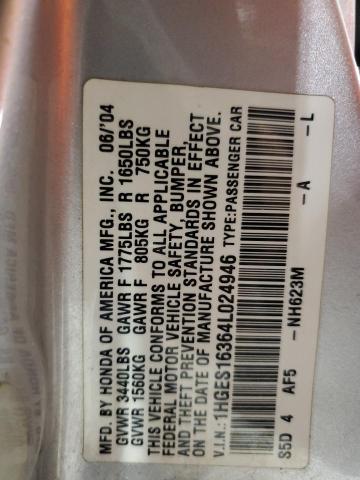 MFD. BY HONDA OF AMERICA MFG., INC. 06/'04
GVWR 3440LBS GAWR F 1775LBS R 1650LBS
GVWR 1560KG GAWR F 805KG R 750KG
THIS VEHICLE CONFORMS TO ALL APPLICABLE
FEDERAL MOTOR VEHICLE SAFETY, BUMPER,
AND THEFT PREVENTION STANDARDS IN EFFECT
ON THE DATE OF MANUFACTURE SHOWN ABOVE.
V.I.N.: 1HGES16364L024946 TYPE:PASSENGER CAR
-NH623M -A -L
S5D 4 AF5